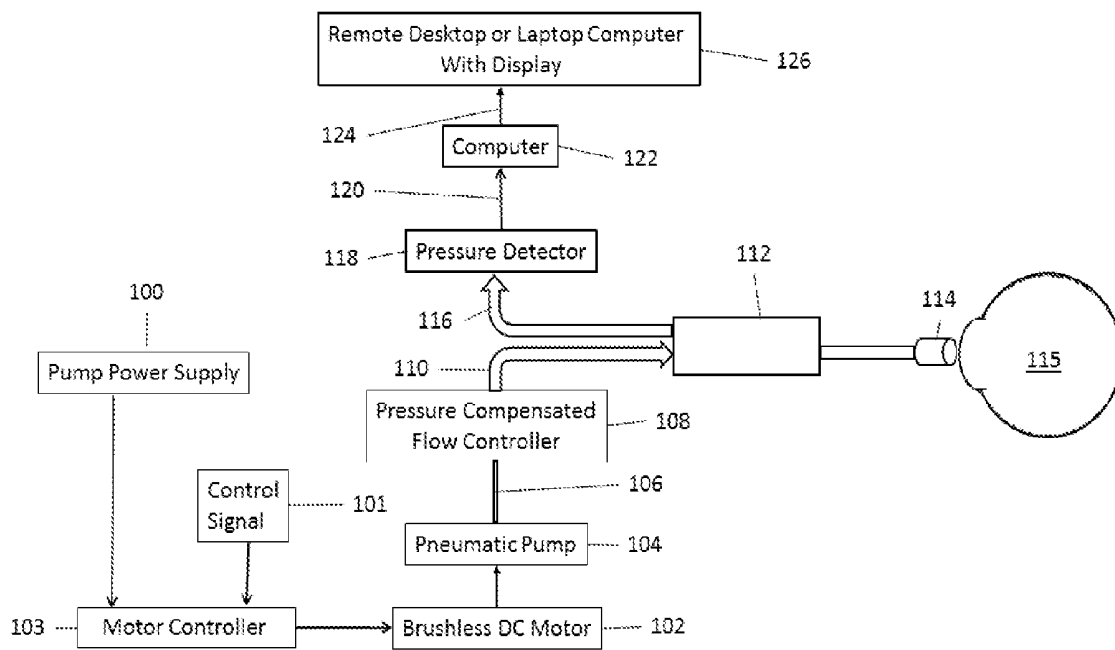 Remote Desktop or Laptop Computer
With Display
126
124
Computer
122
120
Pressure Detector
118
112
100
114
116
Pump Power Supply
110
115
Pressure Compensated
Flow Controller
108
Control
Signal
101
106
Pneumatic Pump
104
103
Motor Controller
Brushless DC Motor
102